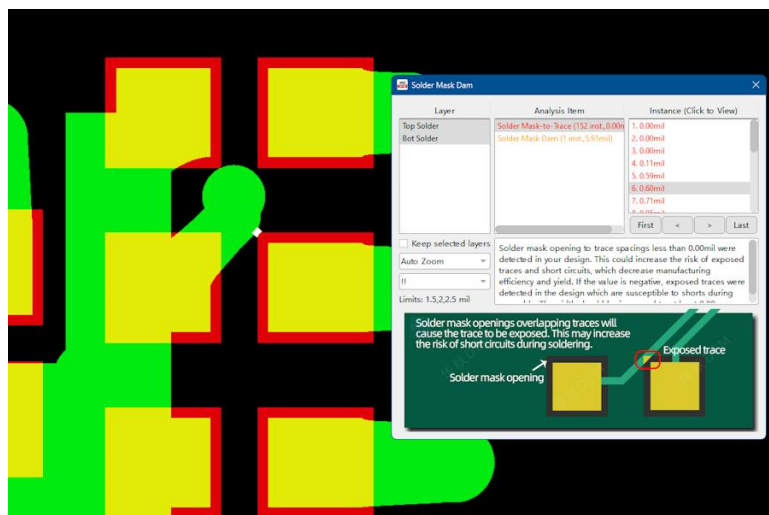 Solder Mask Dam
Layer
Analysis Item
Instance (Click to View)
Top Solder
Bot Solder
Solder Mask-to-Trace (152 inst.,0.00n
Solder Mask Dam (1 inst.,5.91mil)
1. 0.00mil
2. 0.00mil
3. 0.00mil
4. 0.11mil
5. 0.59mil
6. 0.60mil
7. 0.71mil
First
<
>
Last
Keep selected layers
Auto Zoom
!!
Limits: 1.5,2,2.5 mil
Solder mask opening to trace spacings less than 0.00mil were
detected in your design. This could increase the risk of exposed
traces and short circuits, which decrease manufacturing
efficiency and yield. If the value is negative, exposed traces were
detected in the design which are susceptible to shorts during
Solder mask openings overlapping traces will
cause the trace to be exposed. This may increase
the risk of short circuits during soldering.
Exposed trace
Solder mask opening